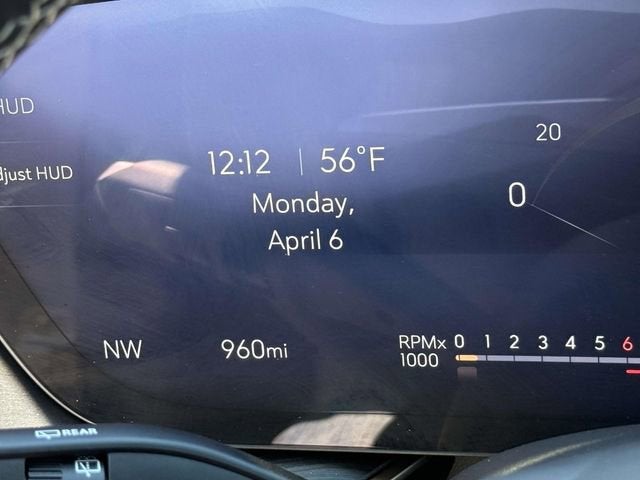 HUD
djust HUD
12:12 | 56°F
Monday,
April 6
20
0
NW
960mi
RPMx 0 1 2 3 4 5 6
1000
REAR